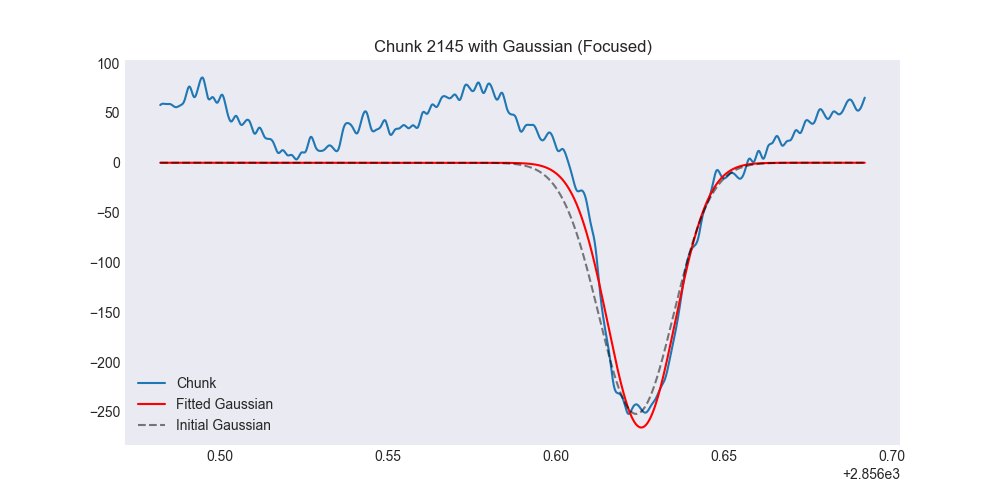 Chunk 2145 with Gaussian (Focused)
100
50
0
−50
−100
−150
−200
−250
Chunk
Fitted Gaussian
Initial Gaussian
0.50 0.55 0.60 0.65 0.70
+2.856e3